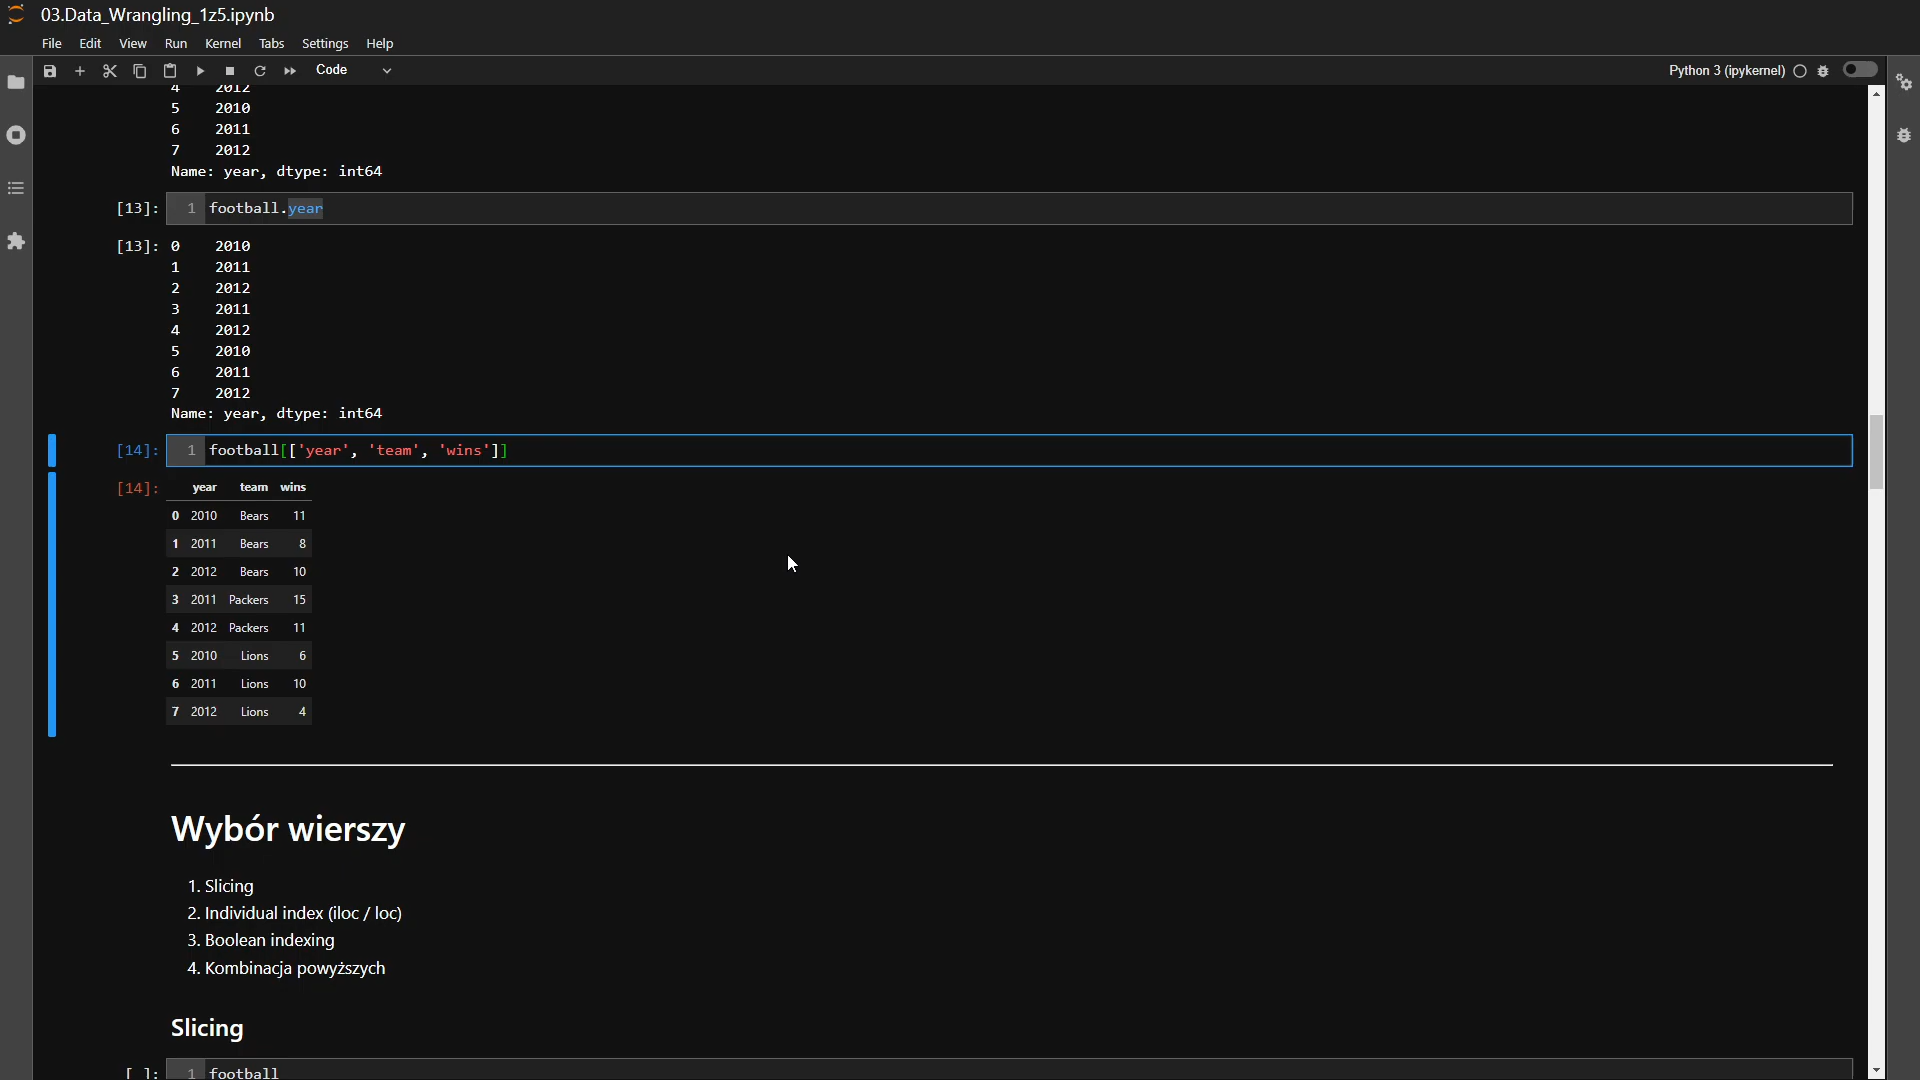 03.Data_Wrangling_1z5.ipynb
File Edit View Run Kernel Tabs Settings Help
Code
Python 3 (ipykernel)
4 2012
5 2010
6 2011
7 2012
Name: year, dtype: int64
[13]: 1 football.year
[13]: 0 2010
1 2011
2 2012
3 2011
4 2012
5 2010
6 2011
7 2012
Name: year, dtype: int64
[14]: 1 football[['year', 'team', 'wins']]
[14]: year team wins
0 2010 Bears 11
1 2011 Bears 8
2 2012 Bears 10
3 2011 Packers 15
4 2012 Packers 11
5 2010 Lions 6
6 2011 Lions 10
7 2012 Lions 4
Wybór wierszy
1. Slicing
2. Individual index (iloc / loc)
3. Boolean indexing
4. Kombinacja powyższych
Slicing
[ ]: 1 football